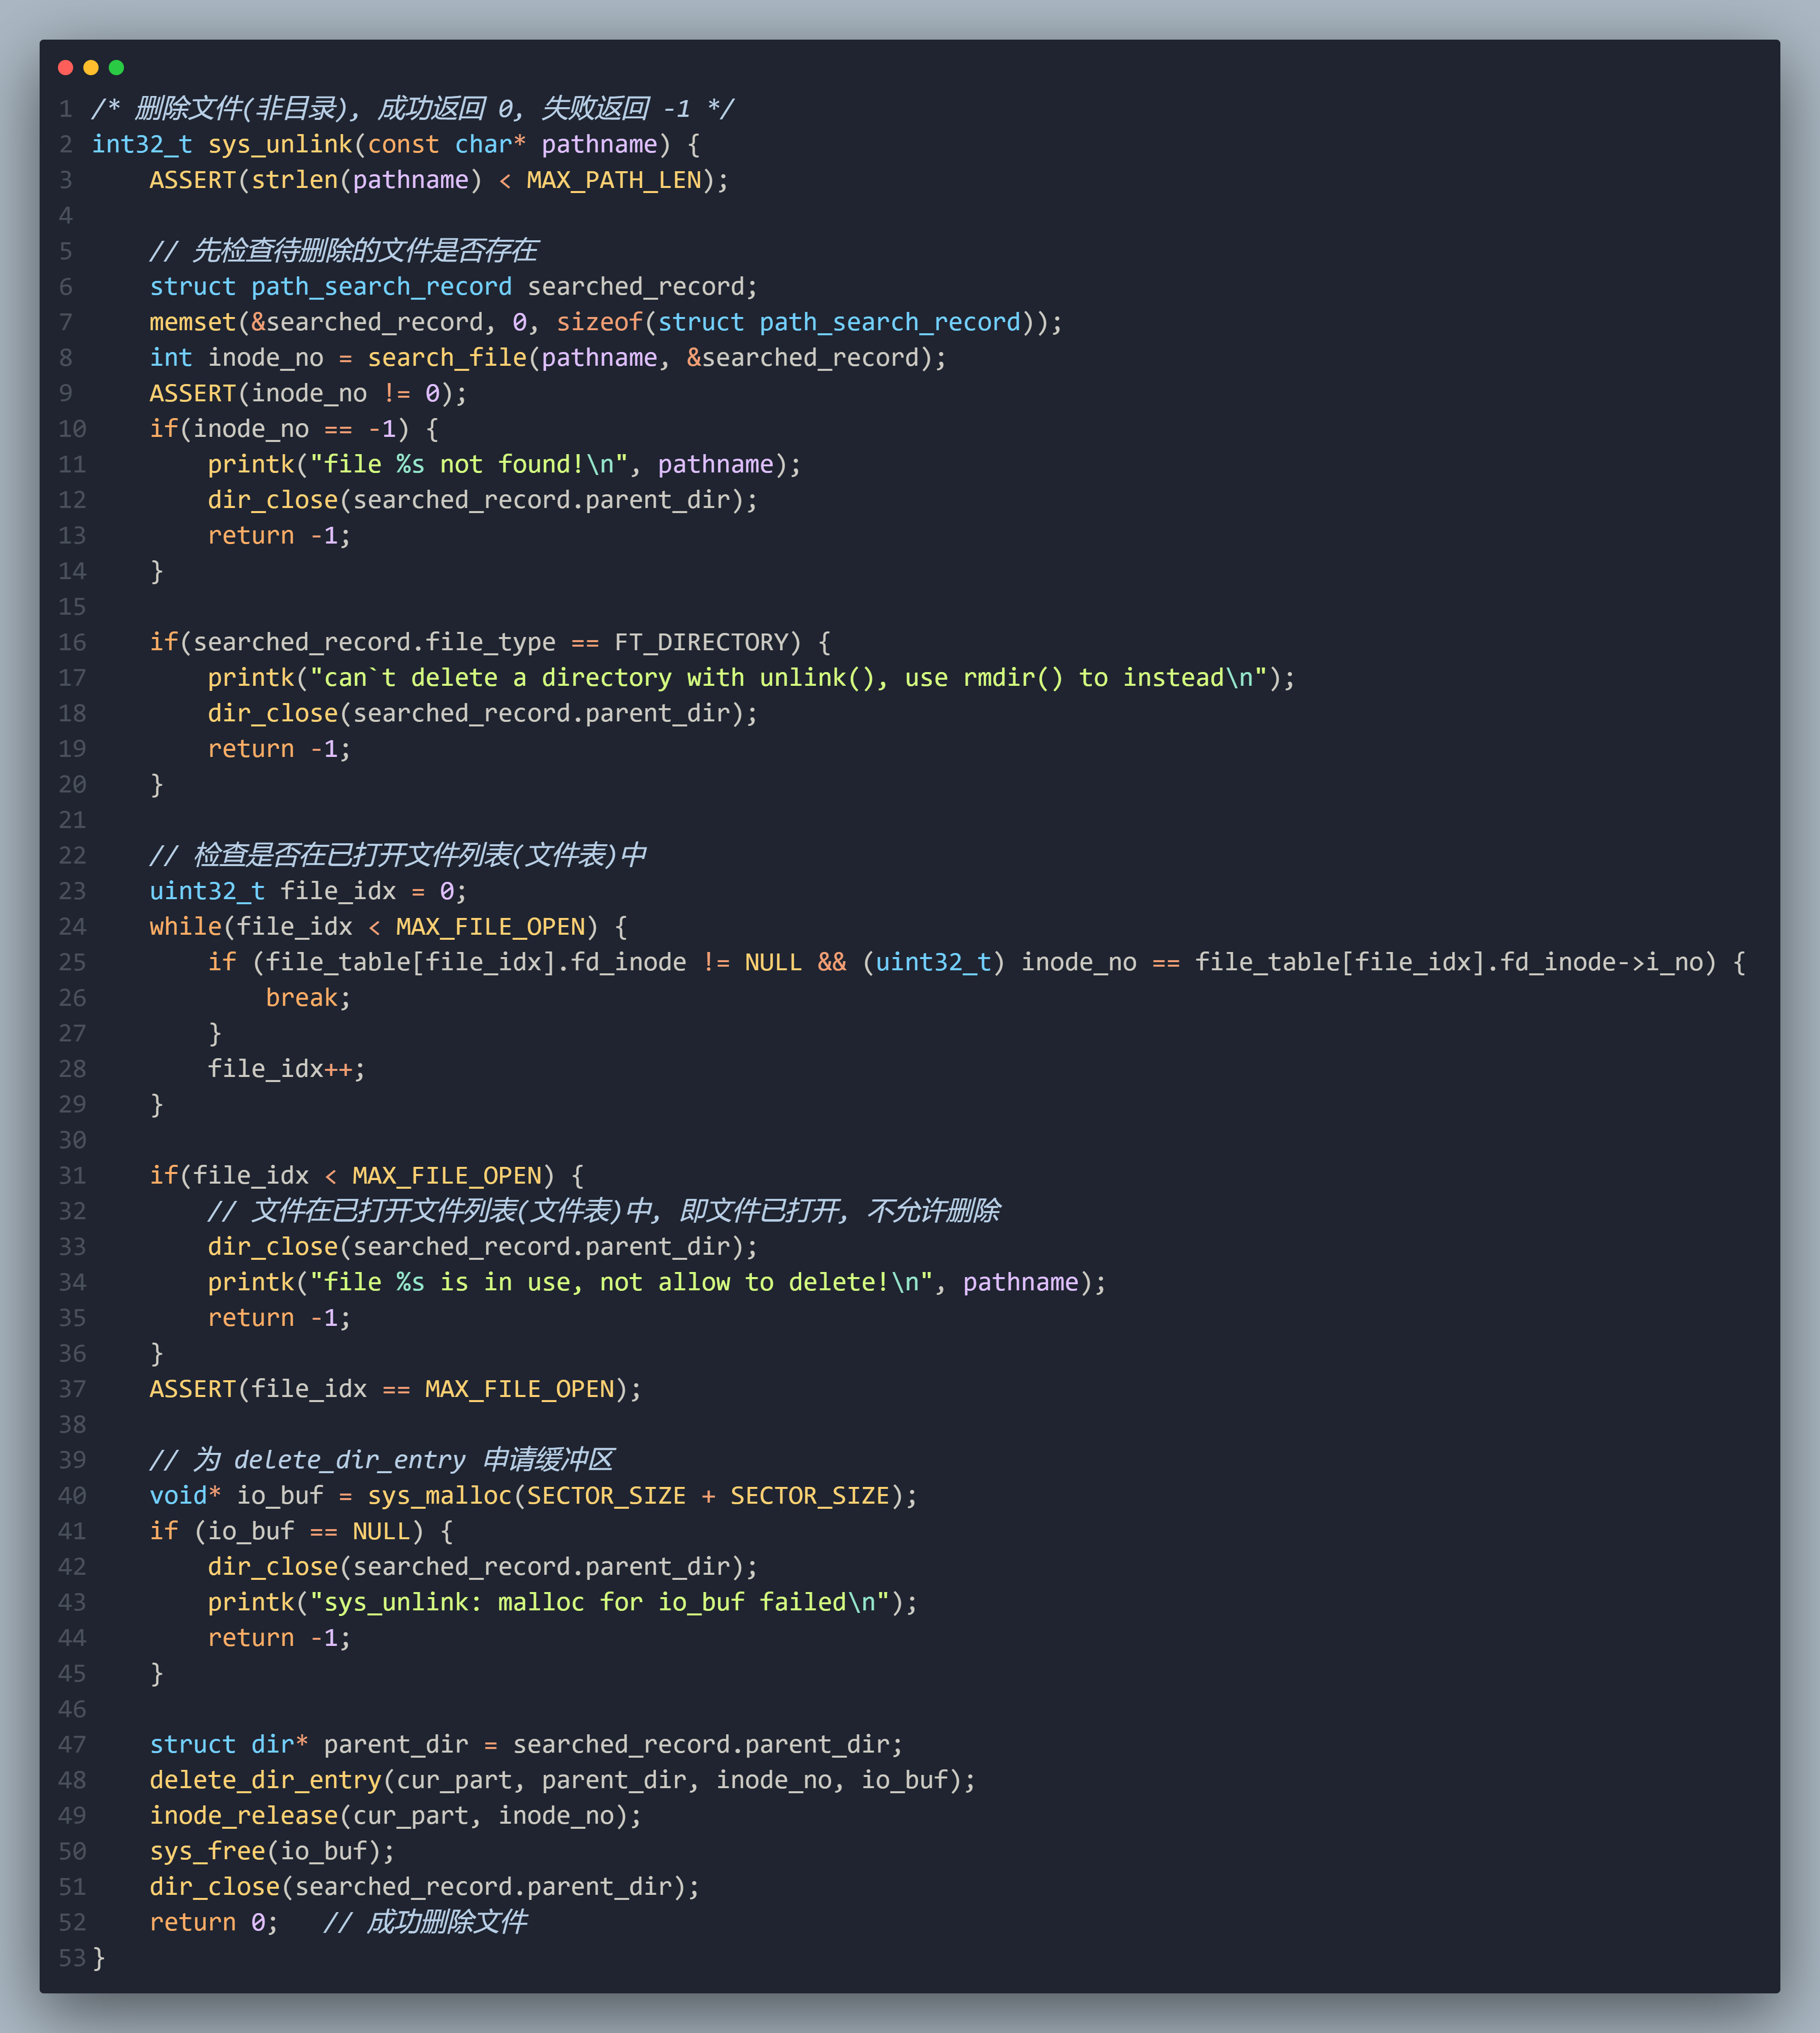 1 /* 删除文件(非目录), 成功返回 0, 失败返回 -1 */
2 int32_t sys_unlink(const char* pathname) {
3     ASSERT(strlen(pathname) < MAX_PATH_LEN);
4
5     // 先检查待删除的文件是否存在
6     struct path_search_record searched_record;
7     memset(&searched_record, 0, sizeof(struct path_search_record));
8     int inode_no = search_file(pathname, &searched_record);
9     ASSERT(inode_no != 0);
10     if(inode_no == -1) {
11         printk("file %s not found!\n", pathname);
12         dir_close(searched_record.parent_dir);
13         return -1;
14     }
15
16     if(searched_record.file_type == FT_DIRECTORY) {
17         printk("can`t delete a directory with unlink(), use rmdir() to instead\n");
18         dir_close(searched_record.parent_dir);
19         return -1;
20     }
21
22     // 检查是否在已打开文件列表(文件表)中
23     uint32_t file_idx = 0;
24     while(file_idx < MAX_FILE_OPEN) {
25         if (file_table[file_idx].fd_inode != NULL && (uint32_t) inode_no == file_table[file_idx].fd_inode->i_no) {
26             break;
27         }
28         file_idx++;
29     }
30
31     if(file_idx < MAX_FILE_OPEN) {
32         // 文件在已打开文件列表(文件表)中, 即文件已打开, 不允许删除
33         dir_close(searched_record.parent_dir);
34         printk("file %s is in use, not allow to delete!\n", pathname);
35         return -1;
36     }
37     ASSERT(file_idx == MAX_FILE_OPEN);
38
39     // 为 delete_dir_entry 申请缓冲区
40     void* io_buf = sys_malloc(SECTOR_SIZE + SECTOR_SIZE);
41     if (io_buf == NULL) {
42         dir_close(searched_record.parent_dir);
43         printk("sys_unlink: malloc for io_buf failed\n");
44         return -1;
45     }
46
47     struct dir* parent_dir = searched_record.parent_dir;
48     delete_dir_entry(cur_part, parent_dir, inode_no, io_buf);
49     inode_release(cur_part, inode_no);
50     sys_free(io_buf);
51     dir_close(searched_record.parent_dir);
52     return 0;   // 成功删除文件
53 }